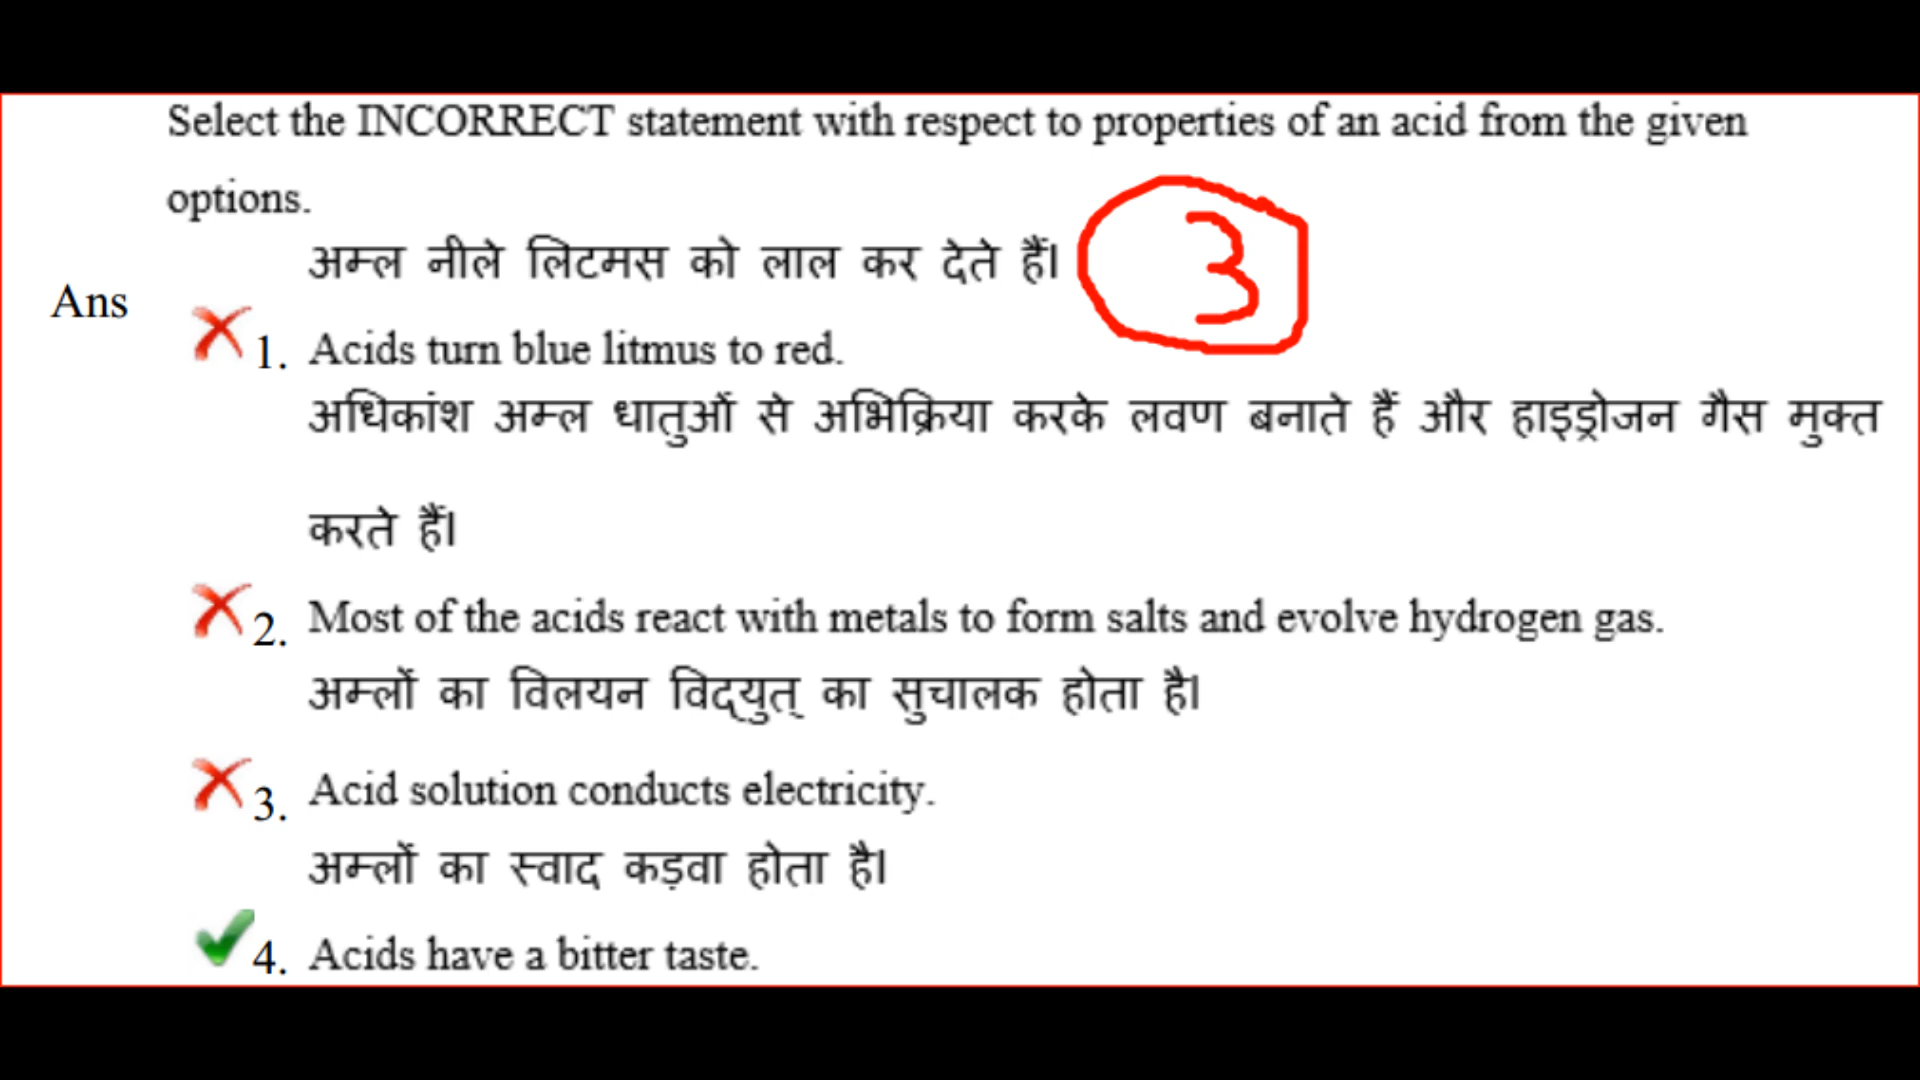 Select the INCORRECT statement with respect to properties of an acid from the given
options.
3
अम्ल नीले लिटमस को लाल कर देते हैं।
Ans
1. Acids turn blue litmus to red.
अधिकांश अम्ल धातुओं से अभिक्रिया करके लवण बनाते हैं और हाइड्रोजन गैस मुक्त
करते हैं।
2. Most of the acids react with metals to form salts and evolve hydrogen gas.
अम्लों का विलयन विद्युत् का सुचालक होता है।
3. Acid solution conducts electricity.
अम्लों का स्वाद कड़वा होता है।
4. Acids have a bitter taste.